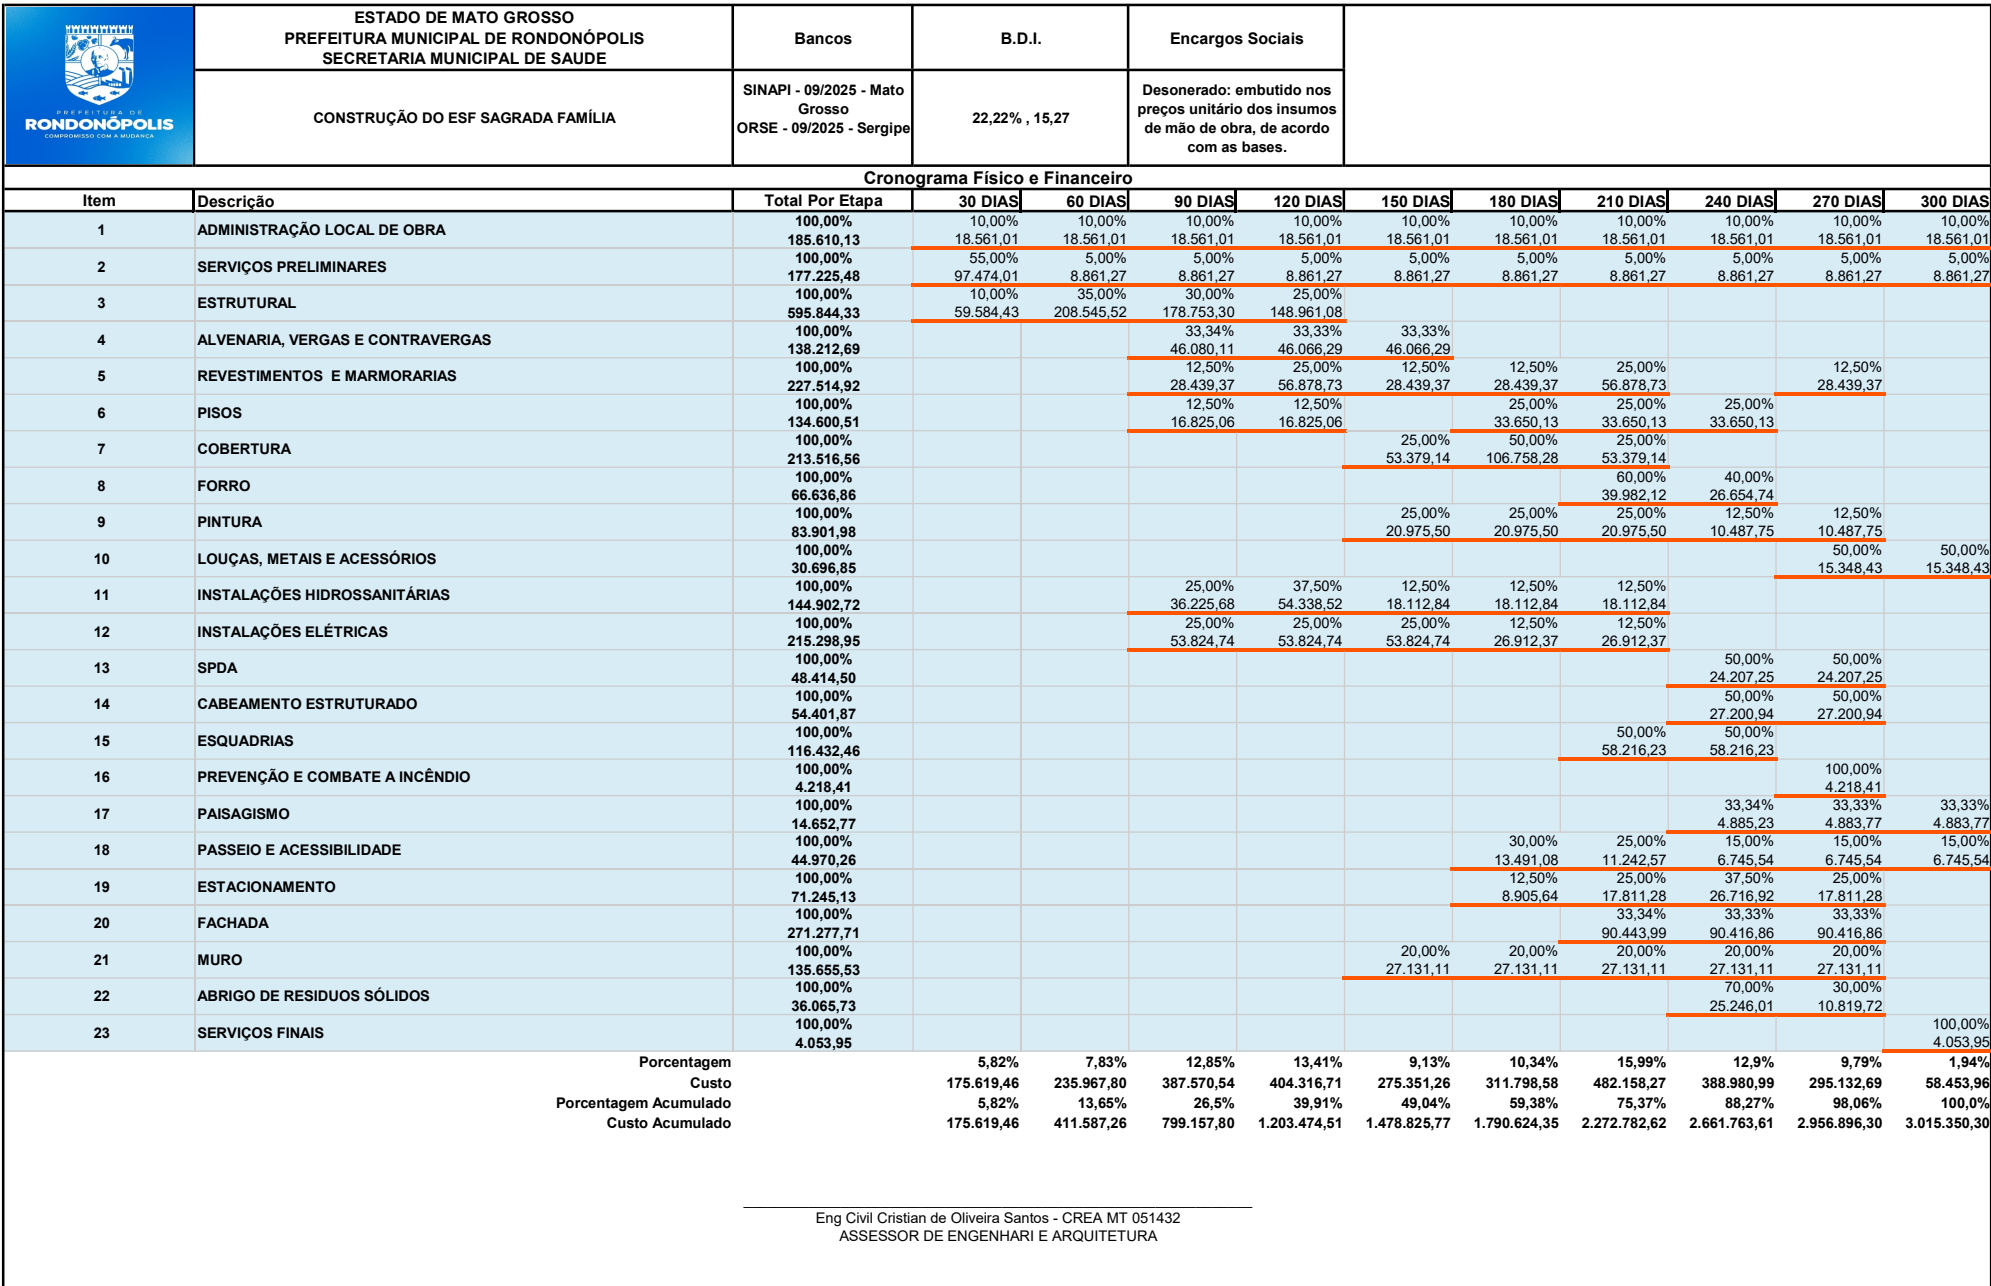 PREFEITURA DE
RONDONÓPOLIS
COMPROMISSO COM A MUDANÇA
ESTADO DE MATO GROSSO
PREFEITURA MUNICIPAL DE RONDONÓPOLIS
SECRETARIA MUNICIPAL DE SAUDE
Bancos
B.D.I.
Encargos Sociais
CONSTRUÇÃO DO ESF SAGRADA FAMÍLIA
SINAPI - 09/2025 - Mato
Grosso
ORSE - 09/2025 - Sergipe
22,22% , 15,27
Desonerado: embutido nos
preços unitário dos insumos
de mão de obra, de acordo
com as bases.
Cronograma Físico e Financeiro
Item Descrição Total Por Etapa 30 DIAS 60 DIAS 90 DIAS 120 DIAS 150 DIAS 180 DIAS 210 DIAS 240 DIAS 270 DIAS 300 DIAS
100,00% 10,00% 10,00% 10,00% 10,00% 10,00% 10,00% 10,00% 10,00% 10,00% 10,00%
1 ADMINISTRAÇÃO LOCAL DE OBRA
185.610,13 18.561,01 18.561,01 18.561,01 18.561,01 18.561,01 18.561,01 18.561,01 18.561,01 18.561,01 18.561,01
100,00% 55,00% 5,00% 5,00% 5,00% 5,00% 5,00% 5,00% 5,00% 5,00% 5,00%
2 SERVIÇOS PRELIMINARES
177.225,48 97.474,01 8.861,27 8.861,27 8.861,27 8.861,27 8.861,27 8.861,27 8.861,27 8.861,27 8.861,27
100,00% 10,00% 35,00% 30,00% 25,00%
3 ESTRUTURAL
595.844,33 59.584,43 208.545,52 178.753,30 148.961,08
100,00% 33,34% 33,33% 33,33%
4 ALVENARIA, VERGAS E CONTRAVERGAS
138.212,69 46.080,11 46.066,29 46.066,29
100,00% 12,50% 25,00% 12,50% 12,50% 25,00% 12,50%
5 REVESTIMENTOS  E MARMORARIAS
227.514,92 28.439,37 56.878,73 28.439,37 28.439,37 56.878,73 28.439,37
100,00% 12,50% 12,50% 25,00% 25,00% 25,00%
6 PISOS
134.600,51 16.825,06 16.825,06 33.650,13 33.650,13 33.650,13
100,00% 25,00% 50,00% 25,00%
7 COBERTURA
213.516,56 53.379,14 106.758,28 53.379,14
100,00% 60,00% 40,00%
8 FORRO
66.636,86 39.982,12 26.654,74
100,00% 25,00% 25,00% 25,00% 12,50% 12,50%
9 PINTURA
83.901,98 20.975,50 20.975,50 20.975,50 10.487,75 10.487,75
100,00% 50,00% 50,00%
10 LOUÇAS, METAIS E ACESSÓRIOS
30.696,85 15.348,43 15.348,43
100,00% 25,00% 37,50% 12,50% 12,50% 12,50%
11 INSTALAÇÕES HIDROSSANITÁRIAS
144.902,72 36.225,68 54.338,52 18.112,84 18.112,84 18.112,84
100,00% 25,00% 25,00% 25,00% 12,50% 12,50%
12 INSTALAÇÕES ELÉTRICAS
215.298,95 53.824,74 53.824,74 53.824,74 26.912,37 26.912,37
100,00% 50,00% 50,00%
13 SPDA
48.414,50 24.207,25 24.207,25
100,00% 50,00% 50,00%
14 CABEAMENTO ESTRUTURADO
54.401,87 27.200,94 27.200,94
100,00% 50,00% 50,00%
15 ESQUADRIAS
116.432,46 58.216,23 58.216,23
100,00% 100,00%
16 PREVENÇÃO E COMBATE A INCÊNDIO
4.218,41 4.218,41
100,00% 33,34% 33,33% 33,33%
17 PAISAGISMO
14.652,77 4.885,23 4.883,77 4.883,77
100,00% 30,00% 25,00% 15,00% 15,00% 15,00%
18 PASSEIO E ACESSIBILIDADE
44.970,26 13.491,08 11.242,57 6.745,54 6.745,54 6.745,54
100,00% 12,50% 25,00% 37,50% 25,00%
19 ESTACIONAMENTO
71.245,13 8.905,64 17.811,28 26.716,92 17.811,28
100,00% 33,34% 33,33% 33,33%
20 FACHADA
271.277,71 90.443,99 90.416,86 90.416,86
100,00% 20,00% 20,00% 20,00% 20,00% 20,00%
21 MURO
135.655,53 27.131,11 27.131,11 27.131,11 27.131,11 27.131,11
100,00% 70,00% 30,00%
22 ABRIGO DE RESIDUOS SÓLIDOS
36.065,73 25.246,01 10.819,72
100,00% 100,00%
23 SERVIÇOS FINAIS
4.053,95 4.053,95
Porcentagem 5,82% 7,83% 12,85% 13,41% 9,13% 10,34% 15,99% 12,9% 9,79% 1,94%
Custo 175.619,46 235.967,80 387.570,54 404.316,71 275.351,26 311.798,58 482.158,27 388.980,99 295.132,69 58.453,96
Porcentagem Acumulado 5,82% 13,65% 26,5% 39,91% 49,04% 59,38% 75,37% 88,27% 98,06% 100,0%
Custo Acumulado 175.619,46 411.587,26 799.157,80 1.203.474,51 1.478.825,77 1.790.624,35 2.272.782,62 2.661.763,61 2.956.896,30 3.015.350,30
Eng Civil Cristian de Oliveira Santos - CREA MT 051432
ASSESSOR DE ENGENHARI E ARQUITETURA